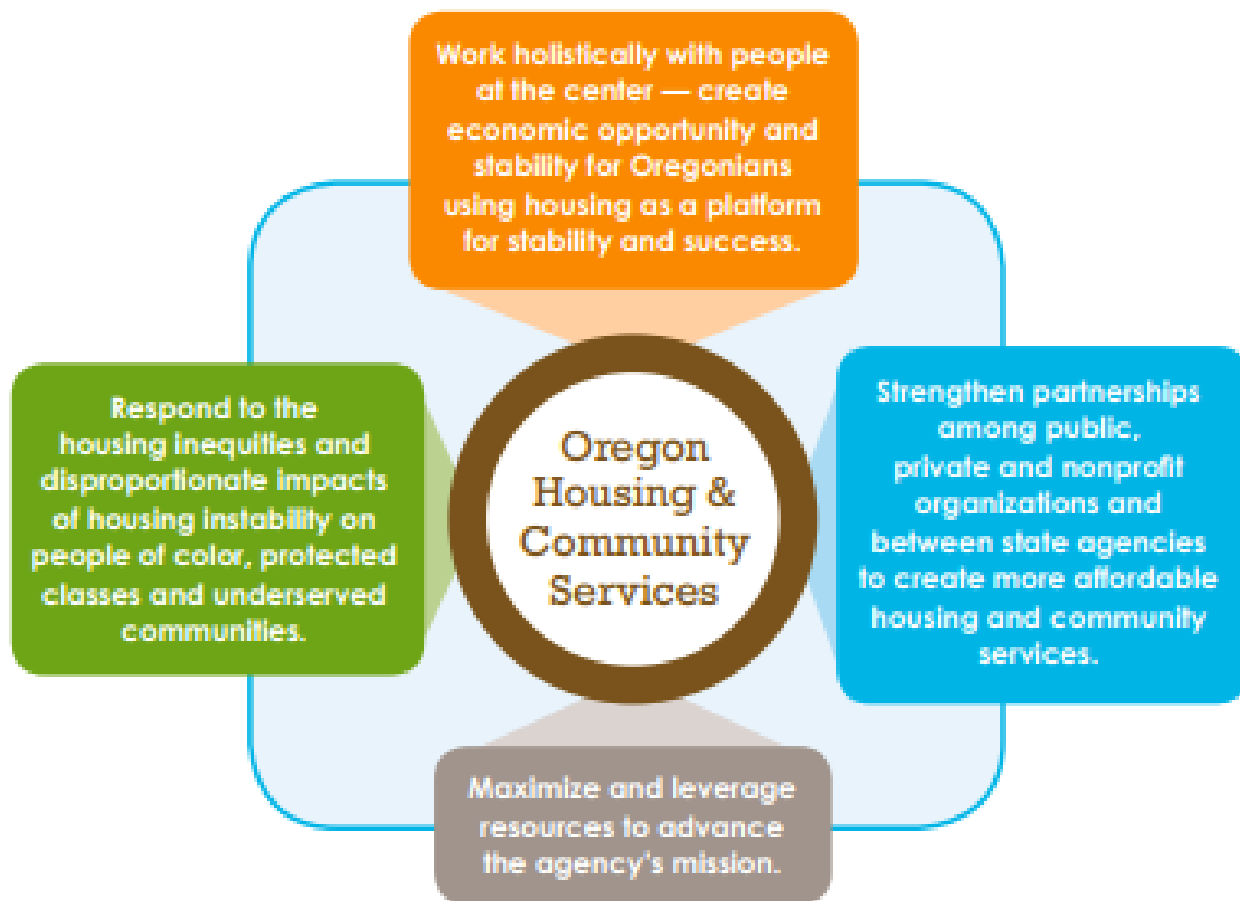 Work holistically with people
at the center — create
economic opportunity and
stability for Oregonians
using housing as a platform
for stability and success.
Respond to the
housing inequities and
disproportionate impacts
of housing instability on
people of color, protected
classes and underserved
communities.
Oregon
Housing &
Community
Services
Strengthen partnerships
among public,
private and nonprofit
organizations and
between state agencies
to create more affordable
housing and community
services.
Maximize and leverage
resources to advance
the agency's mission.